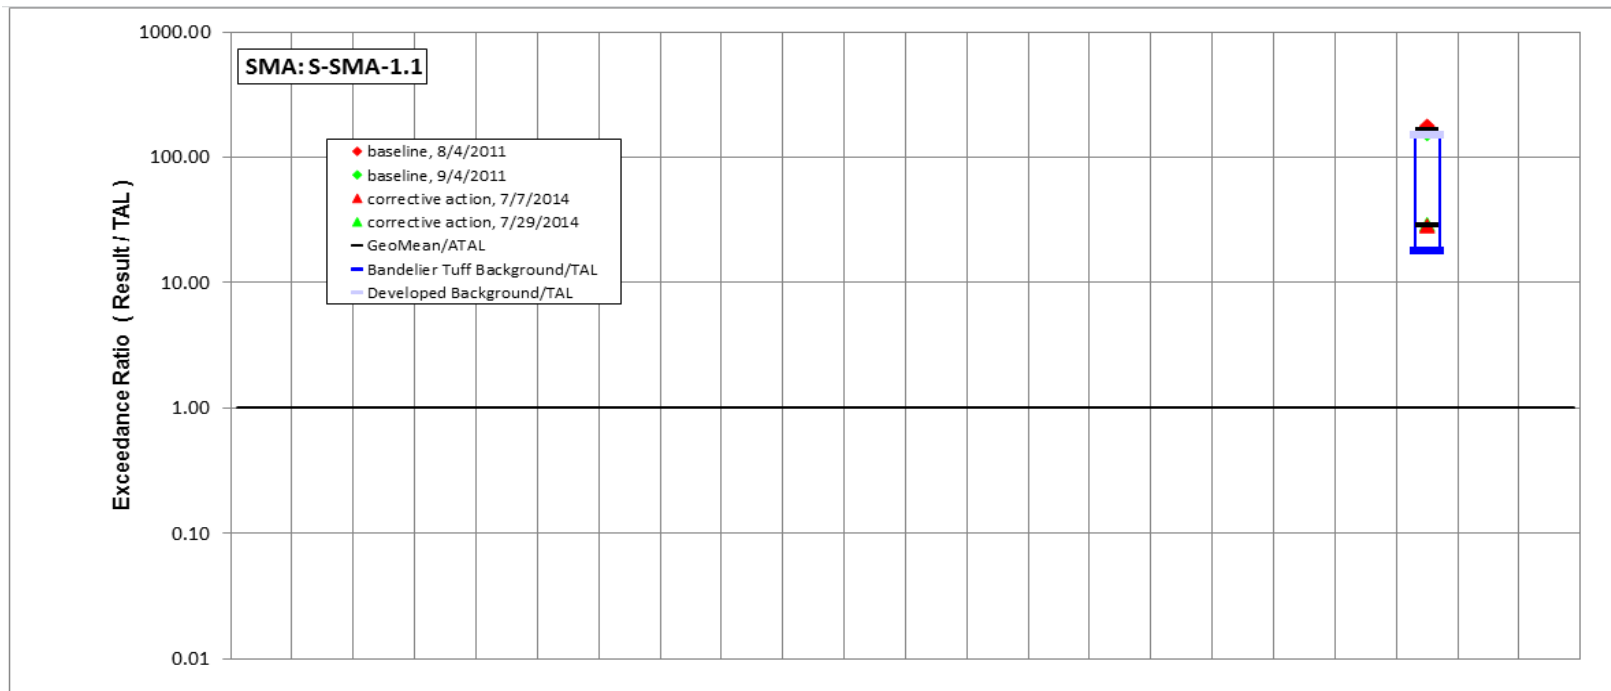 1000.00
SMA: S-SMA-1.1
baseline, 8/4/2011
100.00
baseline, 9/4/2011
corrective action, 7/7/2014
corrective action, 7/29/2014
GeoMean/ATAL
Bandelier Tuff Background/TAL
10.00
Developed Background/TAL
Exceedance Ratio ( Result / TAL )
1.00
0.10
0.01